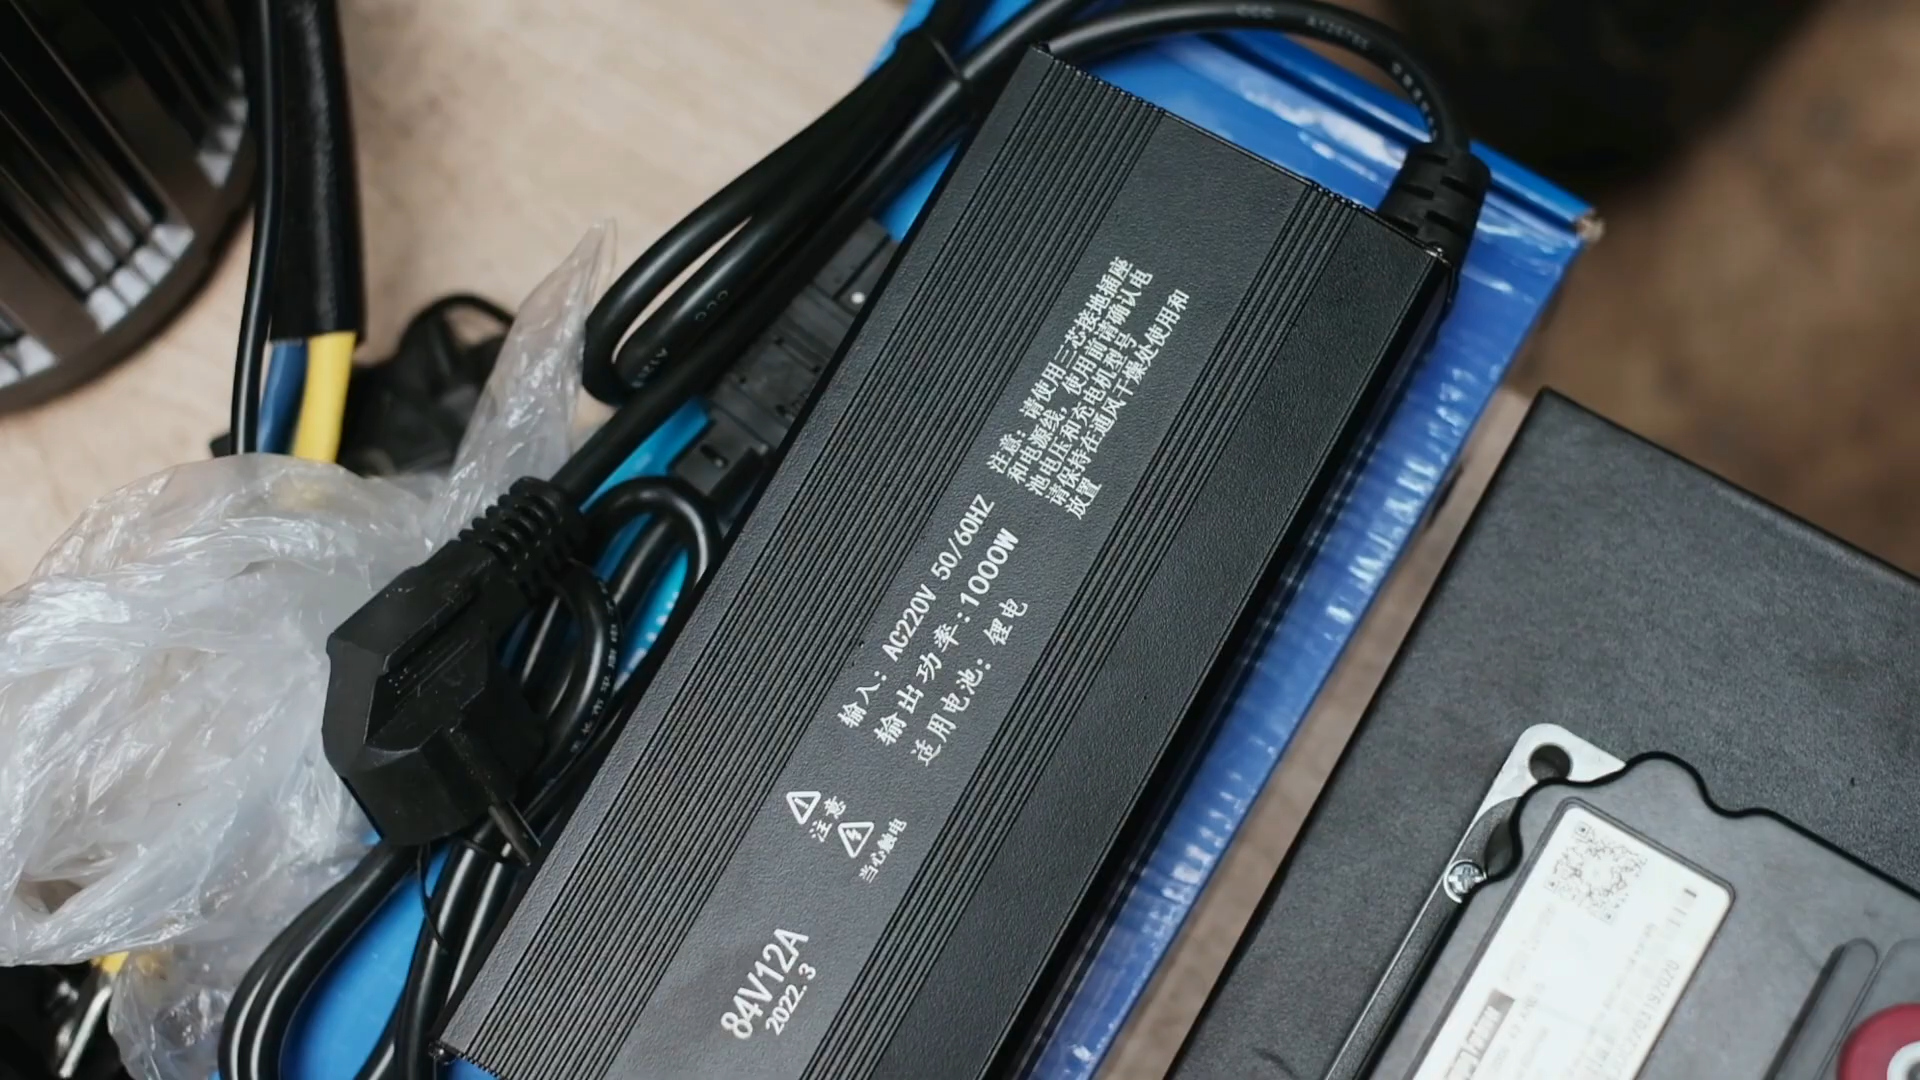 注意：请使用三芯接地插座
和电源线，使用前请确认电
池电压和充电机型号
请保持在通风干燥处使用和
放置
输入：AC220V 50/60HZ
输出功率：1000W
适用电池：锂电
注意
当心触电
84V12A
2022.3
CCC
CCC